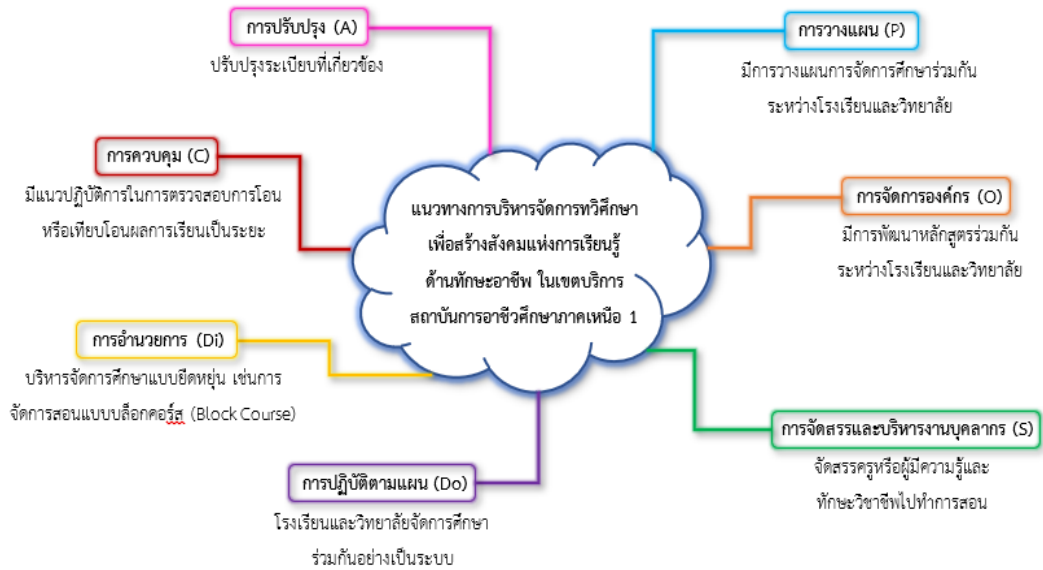 แนวทางการบริหารจัดการทวิศึกษา
เพื่อสร้างสังคมแห่งการเรียนรู้
ด้านทักษะอาชีพ ในเขตบริการ
สถาบันการอาชีวศึกษาภาคเหนือ 1
การวางแผน (P)
มีการวางแผนการจัดการศึกษาร่วมกัน
ระหว่างโรงเรียนและวิทยาลัย
การจัดการองค์กร (O)
มีการพัฒนาหลักสูตรร่วมกัน
ระหว่างโรงเรียนและวิทยาลัย
การจัดสรรและบริหารงานบุคลากร (S)
จัดสรรครูหรือผู้มีความรู้และ
ทักษะวิชาชีพไปทำการสอน
การปฏิบัติตามแผน (Do)
โรงเรียนและวิทยาลัยจัดการศึกษา
ร่วมกันอย่างเป็นระบบ
การอำนวยการ (Di)
บริหารจัดการศึกษาแบบยืดหยุ่น เช่นการ
จัดการสอนแบบบล็อกคอร์ส (Block Course)
การควบคุม (C)
มีแนวปฏิบัติการในการตรวจสอบการโอน
หรือเทียบโอนผลการเรียนเป็นระยะ
การปรับปรุง (A)
ปรับปรุงระเบียบที่เกี่ยวข้อง